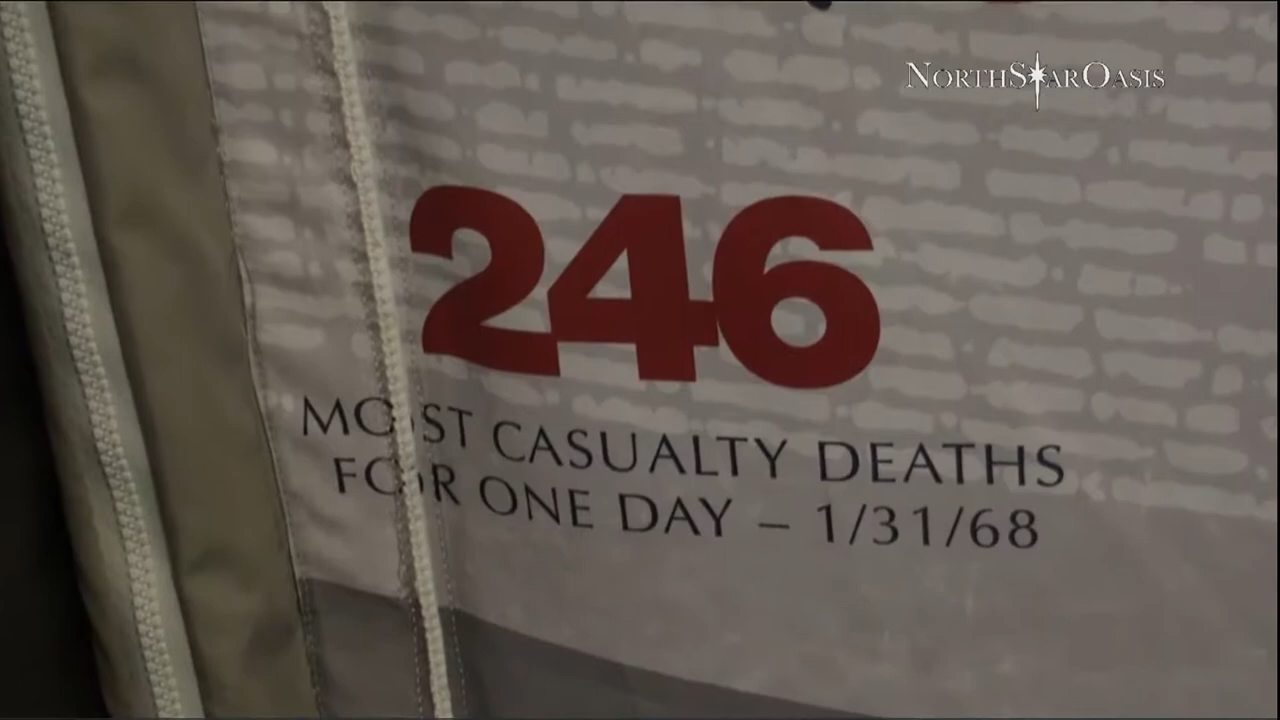 NORTHSTAROASIS
246
MOST CASUALTY DEATHS
FOR ONE DAY – 1/31/68